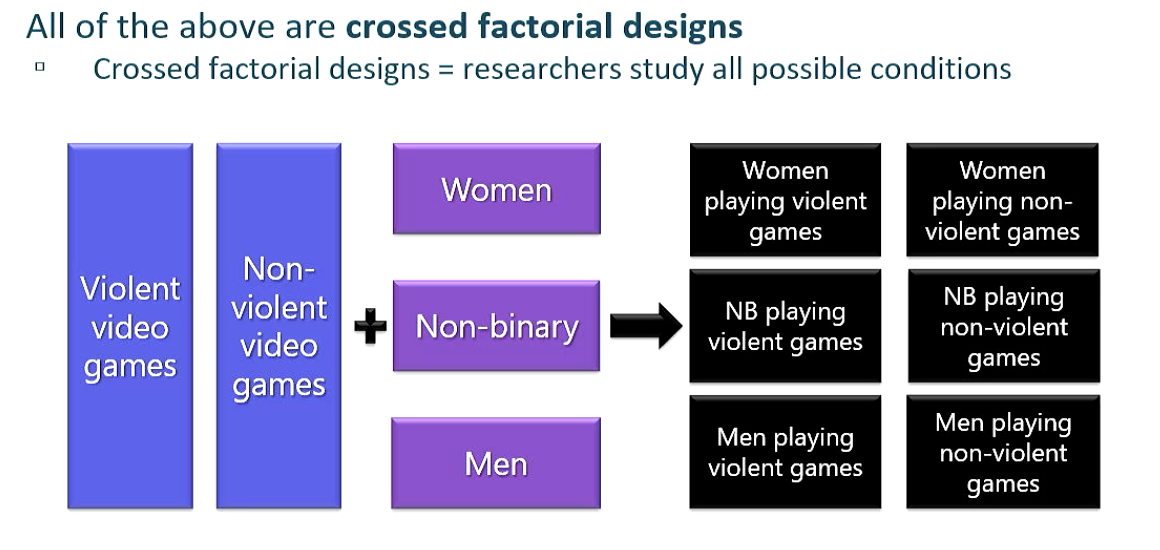 All of the above are crossed factorial designs
▫ Crossed factorial designs = researchers study all possible conditions
Violent
video
games
Non-
violent
video
games
+
Women
Non-binary
Men
Women
playing violent
games
Women
playing non-
violent games
NB playing
violent games
NB playing
non-violent
games
Men playing
violent games
Men playing
non-violent
games